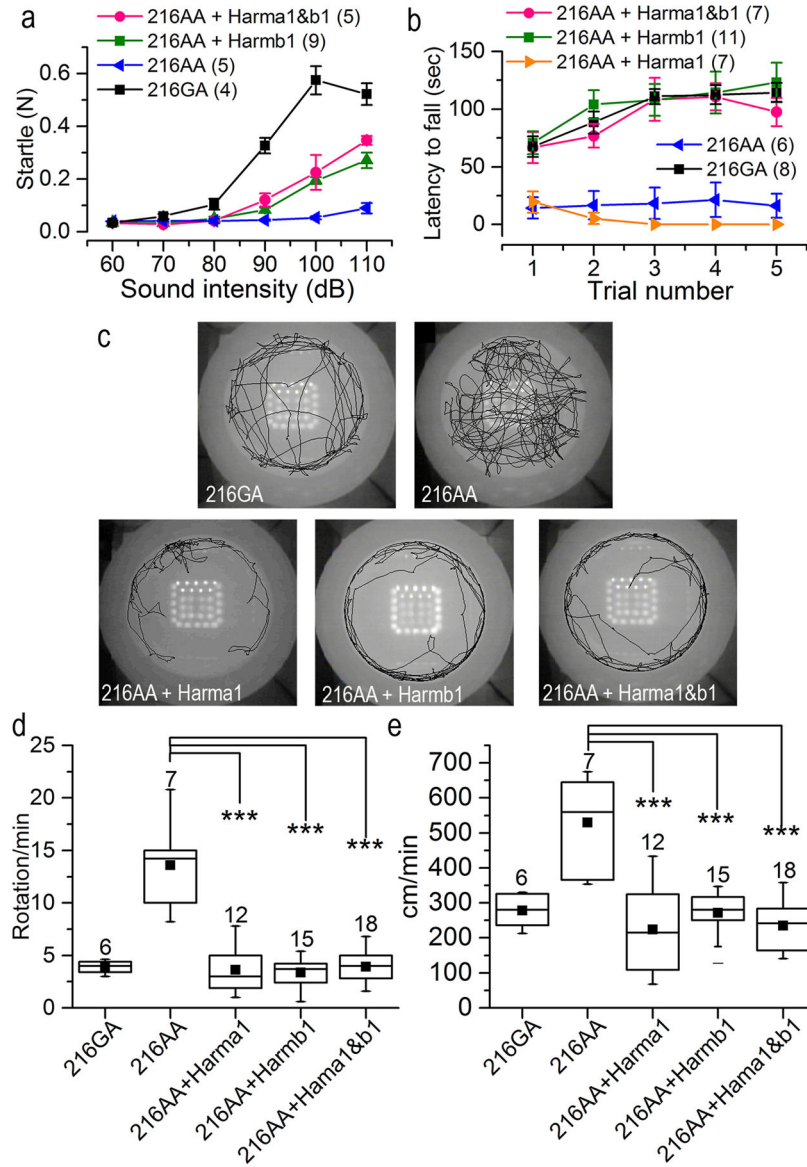 a
216AA + Harma1&b1 (5)
216AA + Harmb1 (9)
216AA (5)
216GA (4)
Startle (N)
0.6
0.4
0.2
0.0
60 70 80 90 100 110
Sound intensity (dB)
b
216AA + Harma1&b1 (7)
216AA + Harmb1 (11)
216AA + Harma1 (7)
216AA (6)
216GA (8)
Latency to fall (sec)
150
100
50
0
1 2 3 4 5
Trial number
c
216GA
216AA
216AA + Harma1
216AA + Harmb1
216AA + Harma1&b1
d
Rotation/min
25
20
15
10
5
0
6
7
12
15
18
***
***
***
216GA
216AA
216AA+Harma1
216AA+Harmb1
216AA+Hama1&b1
e
cm/min
700
600
500
400
300
200
100
0
6
7
12
15
18
***
***
***
216GA
216AA
216AA+Harma1
216AA+Harmb1
216AA+Harma1&b1